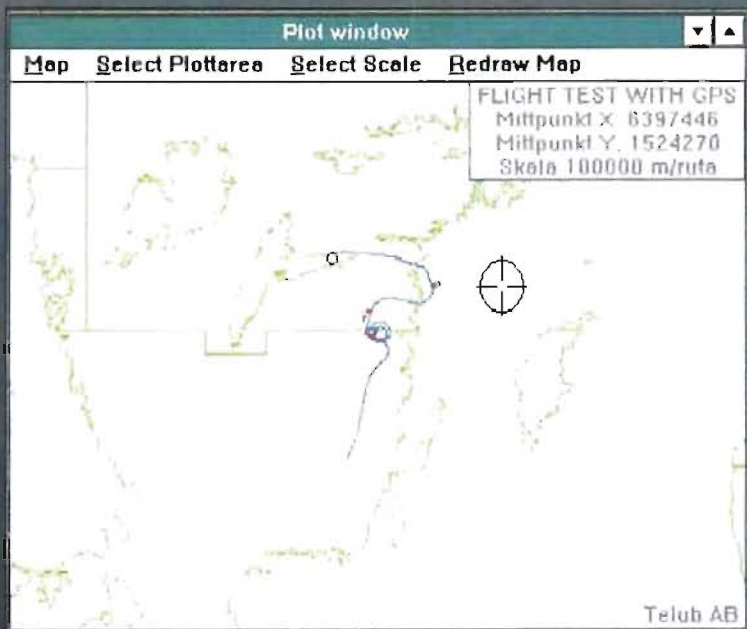 Plot window
Map Select Plottarea Select Scale Redraw Map
FLIGHT TEST WITH GPS
Mittpunkt X. 6397446
Mittpunkt Y. 1524270
Skala 100000 m/ruta
Telub AB